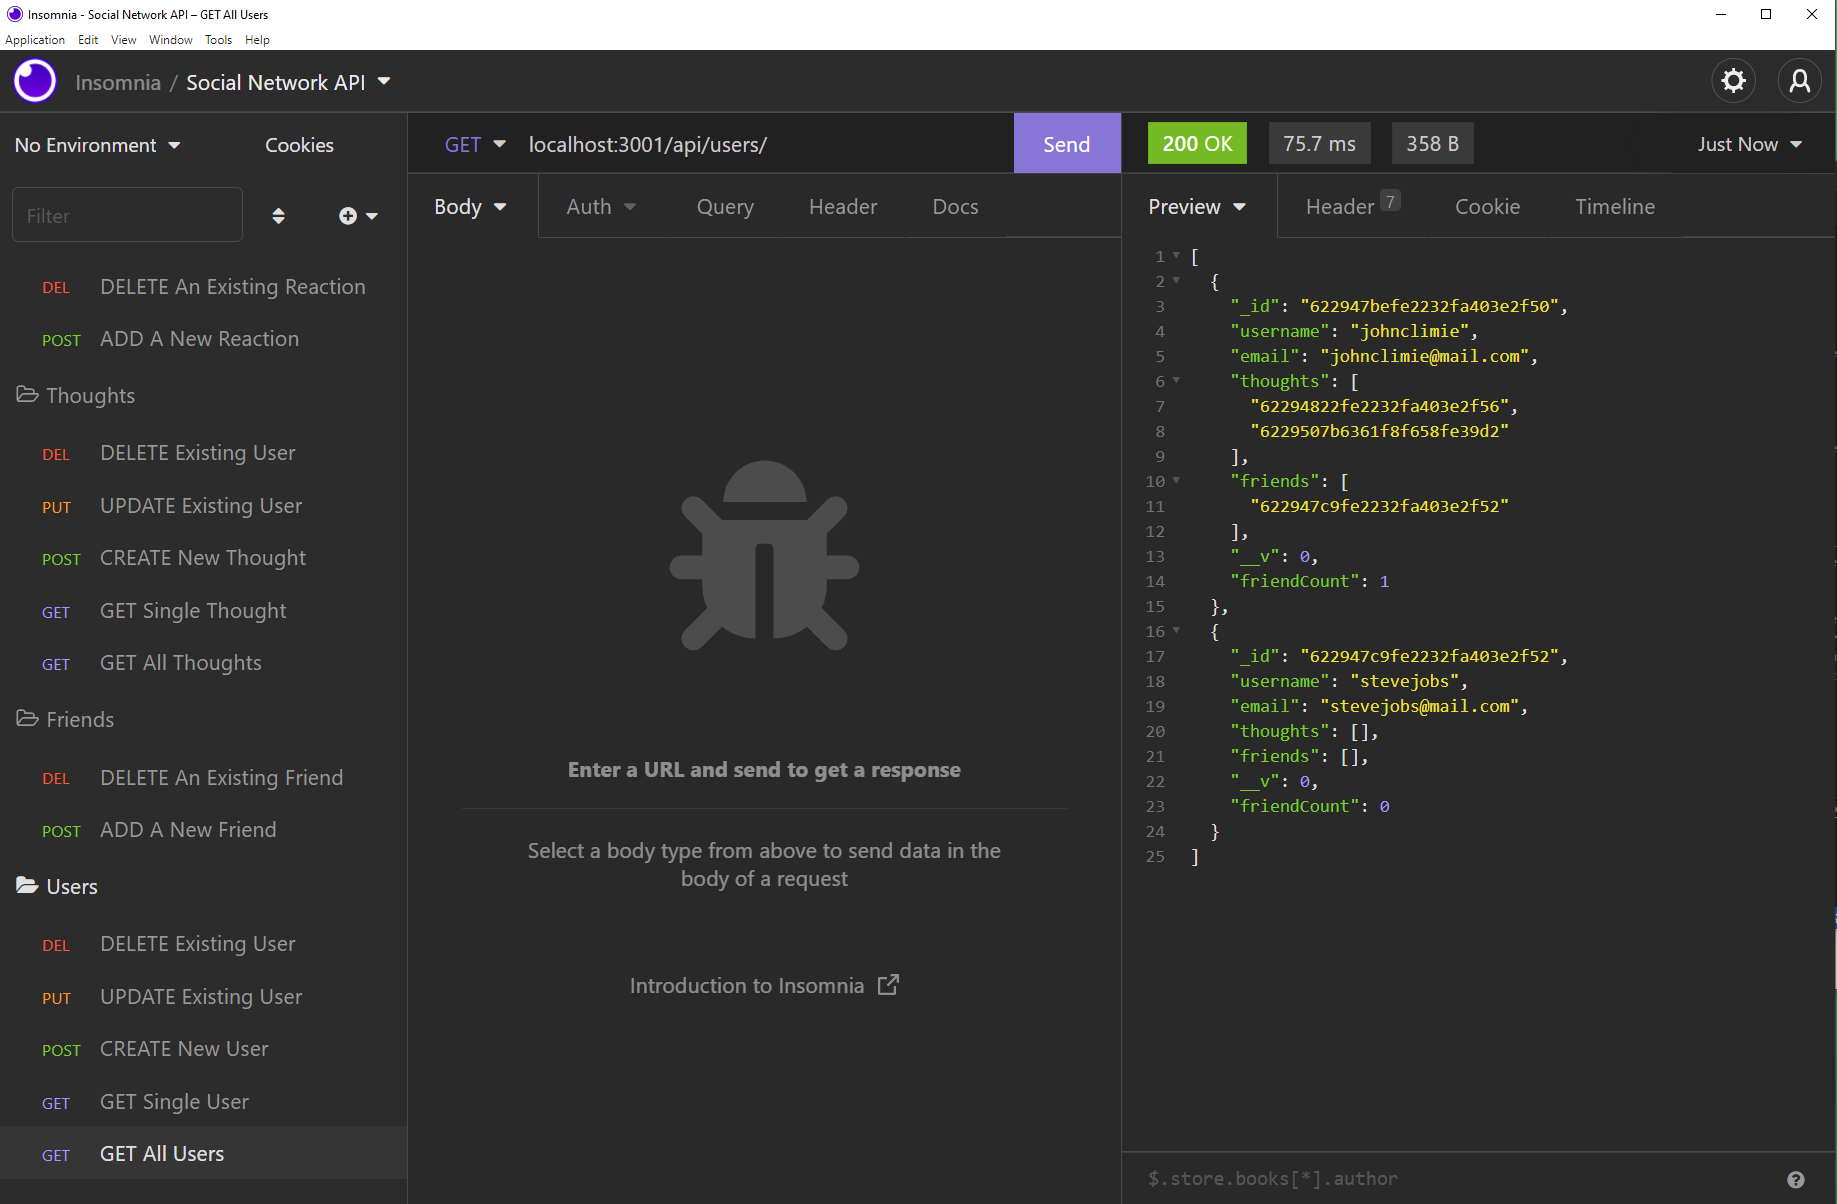 Insomnia - Social Network API – GET All Users
Application Edit View Window Tools Help
Insomnia / Social Network API
No Environment Cookies
Filter
DEL DELETE An Existing Reaction
POST ADD A New Reaction
Thoughts
DEL DELETE Existing User
PUT UPDATE Existing User
POST CREATE New Thought
GET GET Single Thought
GET GET All Thoughts
Friends
DEL DELETE An Existing Friend
POST ADD A New Friend
Users
DEL DELETE Existing User
PUT UPDATE Existing User
POST CREATE New User
GET GET Single User
GET GET All Users
GET localhost:3001/api/users/ Send
Body Auth Query Header Docs
Enter a URL and send to get a response
Select a body type from above to send data in the
body of a request
Introduction to Insomnia
200 OK 75.7 ms 358 B Just Now
Preview Header 7 Cookie Timeline
1 [
2 {
3 "_id": "622947befe2232fa403e2f50",
4 "username": "johnclimie",
5 "email": "johnclimie@mail.com",
6 "thoughts": [
7 "62294822fe2232fa403e2f56",
8 "6229507b6361f8f658fe39d2"
9 ],
10 "friends": [
11 "622947c9fe2232fa403e2f52"
12 ],
13 "__v": 0,
14 "friendCount": 1
15 },
16 {
17 "_id": "622947c9fe2232fa403e2f52",
18 "username": "stevejobs",
19 "email": "stevejobs@mail.com",
20 "thoughts": [],
21 "friends": [],
22 "__v": 0,
23 "friendCount": 0
24 }
25 ]
$.store.books[*].author